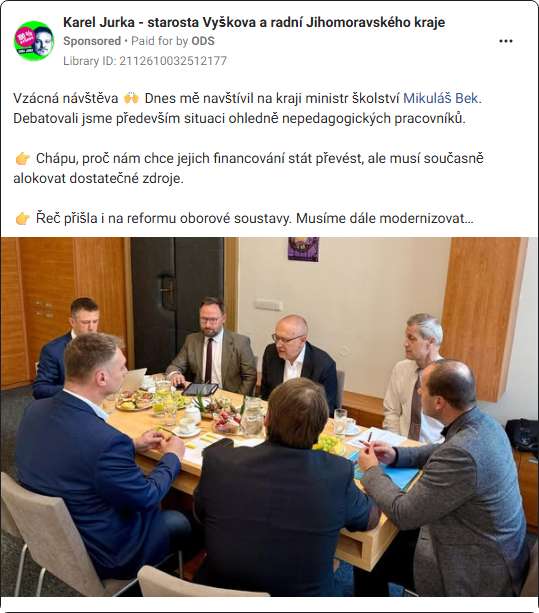 Karel Jurka - starosta Vyškova a radní Jihomoravského kraje
Sponsored • Paid for by ODS
Library ID: 2112610032512177
Vzácná návštěva 🙌 Dnes mě navštívil na kraji ministr školství Mikuláš Bek.
Debatovali jsme především situaci ohledně nepedagogických pracovníků.
👉 Chápu, proč nám chce jejich financování stát převést, ale musí současně
alokovat dostatečné zdroje.
👉 Řeč přišla i na reformu oborové soustavy. Musíme dále modernizovat...